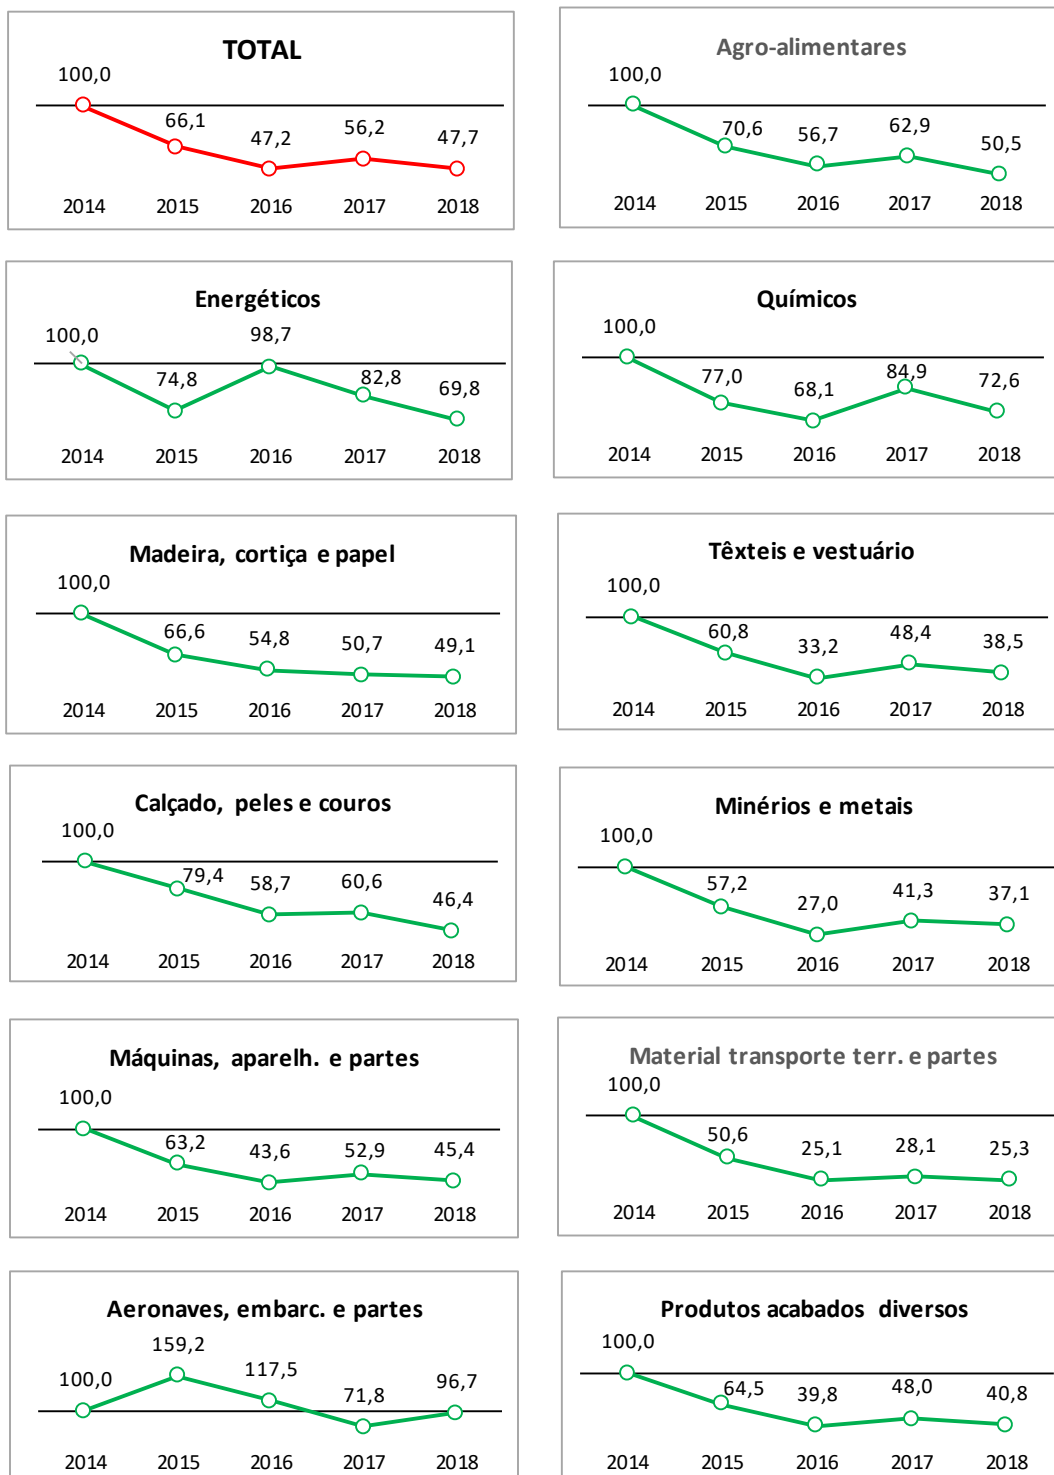 TOTAL
100,0
66,1
47,2
56,2
47,7
2014 2015 2016 2017 2018
Agro-alimentares
100,0
70,6
56,7
62,9
50,5
2014 2015 2016 2017 2018
Energéticos
100,0
74,8
98,7
82,8
69,8
2014 2015 2016 2017 2018
Químicos
100,0
77,0
68,1
84,9
72,6
2014 2015 2016 2017 2018
Madeira, cortiça e papel
100,0
66,6
54,8
50,7
49,1
2014 2015 2016 2017 2018
Têxteis e vestuário
100,0
60,8
33,2
48,4
38,5
2014 2015 2016 2017 2018
Calçado, peles e couros
100,0
79,4
58,7
60,6
46,4
2014 2015 2016 2017 2018
Minérios e metais
100,0
57,2
27,0
41,3
37,1
2014 2015 2016 2017 2018
Máquinas, aparelh. e partes
100,0
63,2
43,6
52,9
45,4
2014 2015 2016 2017 2018
Material transporte terr. e partes
100,0
50,6
25,1
28,1
25,3
2014 2015 2016 2017 2018
Aeronaves, embarc. e partes
100,0
159,2
117,5
71,8
96,7
2014 2015 2016 2017 2018
Produtos acabados diversos
100,0
64,5
39,8
48,0
40,8
2014 2015 2016 2017 2018